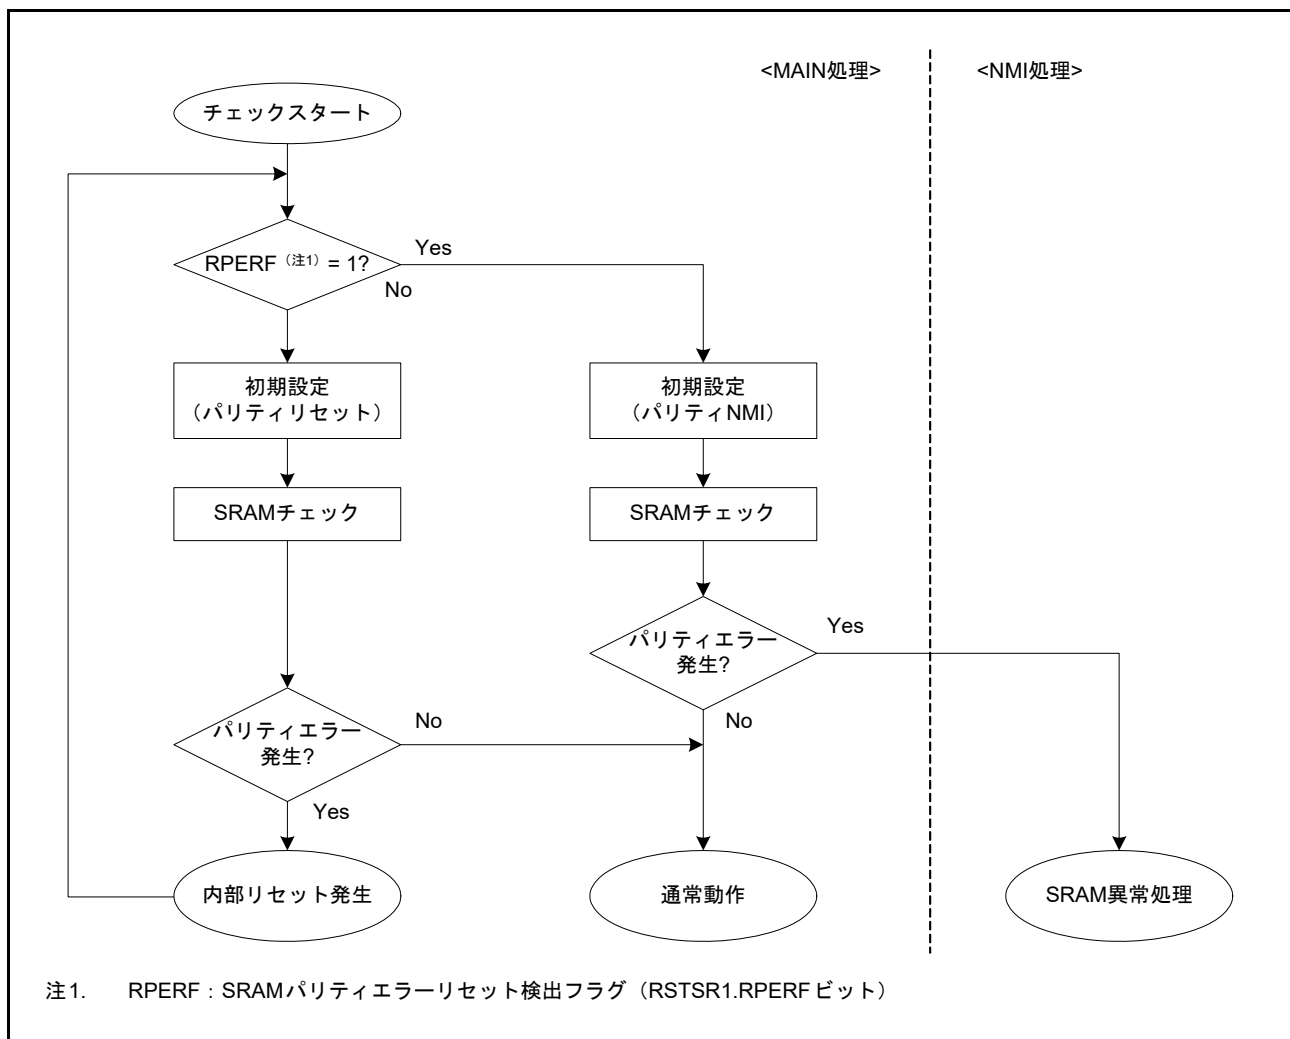 <MAIN処理>
<NMI処理>
チェックスタート
RPERF（注1）= 1?
Yes
No
初期設定
（パリティリセット）
初期設定
（パリティNMI）
SRAMチェック
SRAMチェック
パリティエラー
発生?
Yes
No
パリティエラー
発生?
No
Yes
内部リセット発生
通常動作
SRAM異常処理
注1. RPERF：SRAMパリティエラーリセット検出フラグ（RSTSR1.RPERFビット）